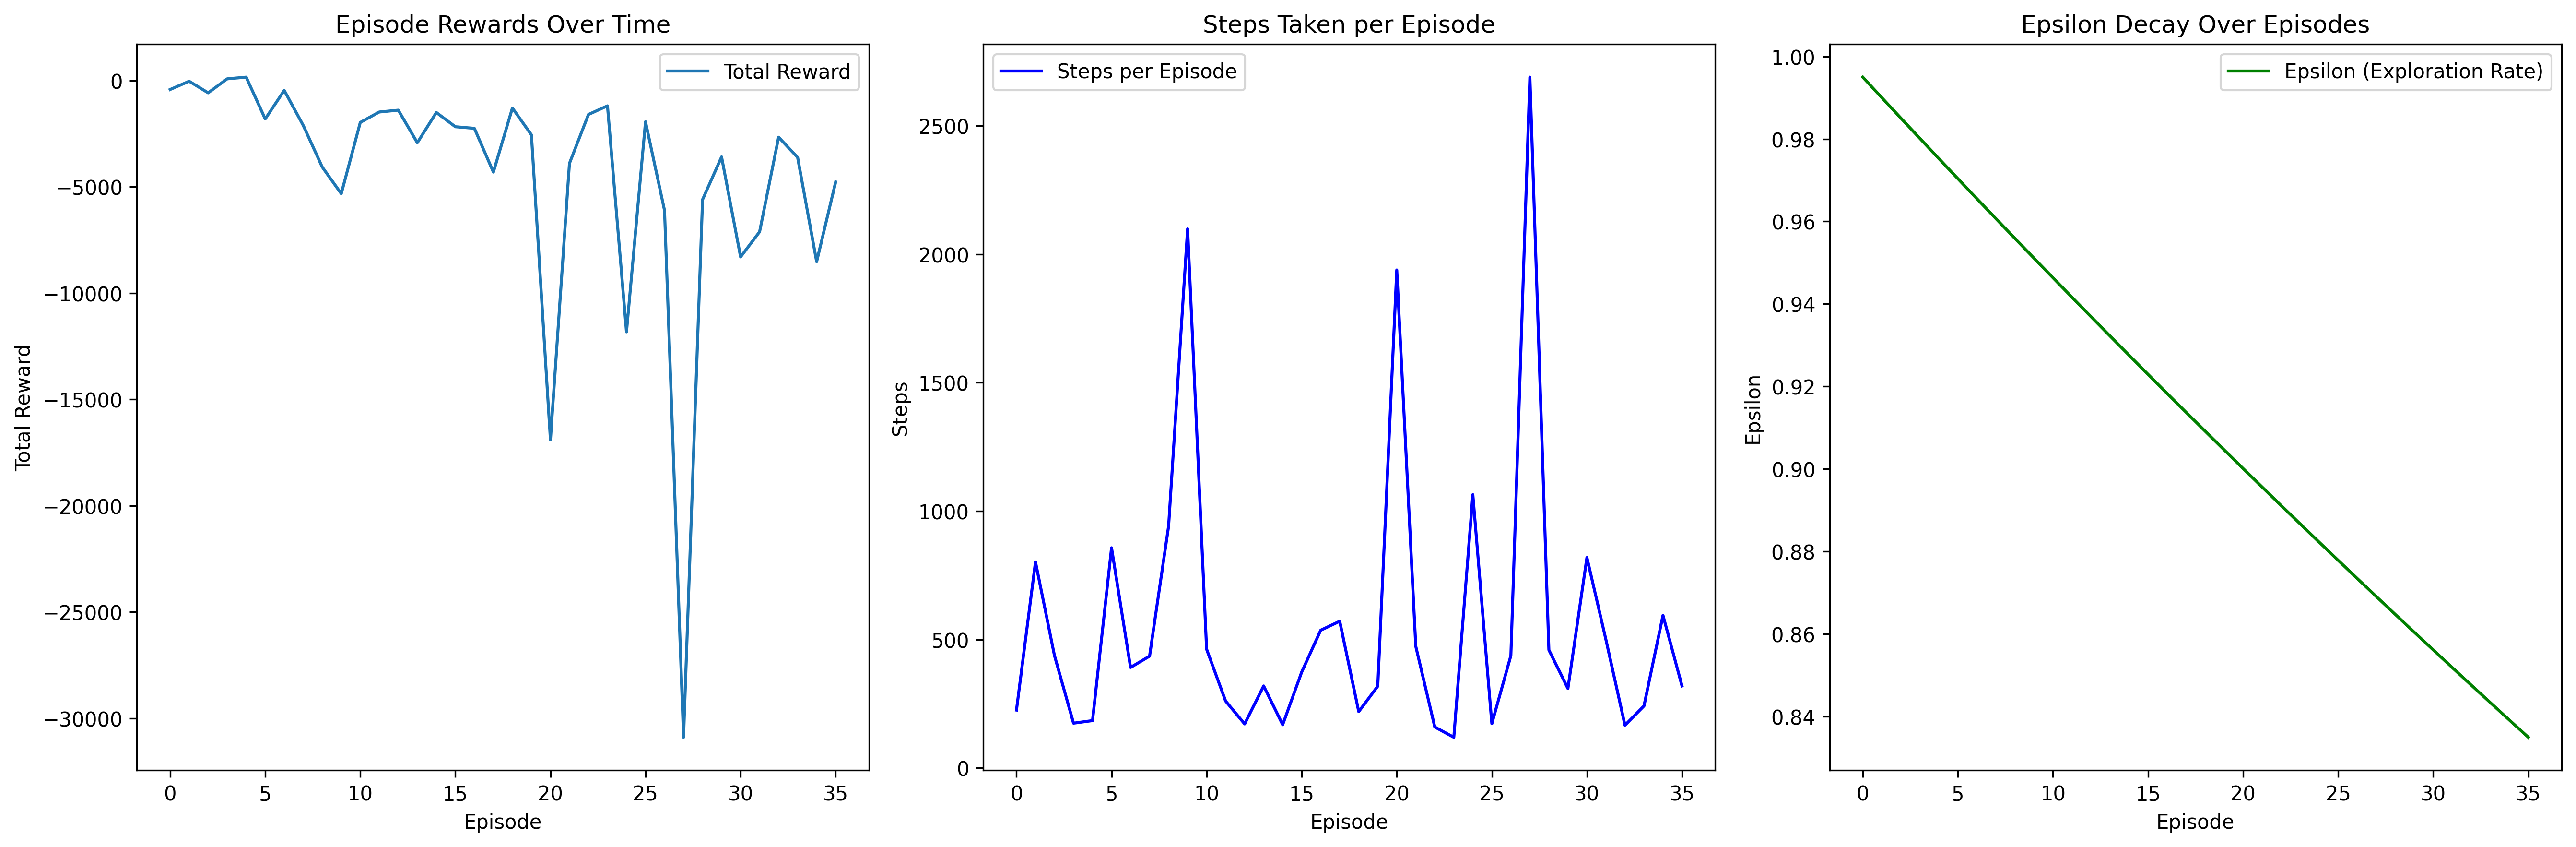 Episode Rewards Over Time
Total Reward
0
−5000
−10000
−15000
−20000
−25000
−30000
Total Reward
0 5 10 15 20 25 30 35
Episode
Steps Taken per Episode
Steps per Episode
2500
2000
1500
1000
500
0
Steps
0 5 10 15 20 25 30 35
Episode
Epsilon Decay Over Episodes
Epsilon (Exploration Rate)
1.00
0.98
0.96
0.94
0.92
0.90
0.88
0.86
0.84
Epsilon
0 5 10 15 20 25 30 35
Episode